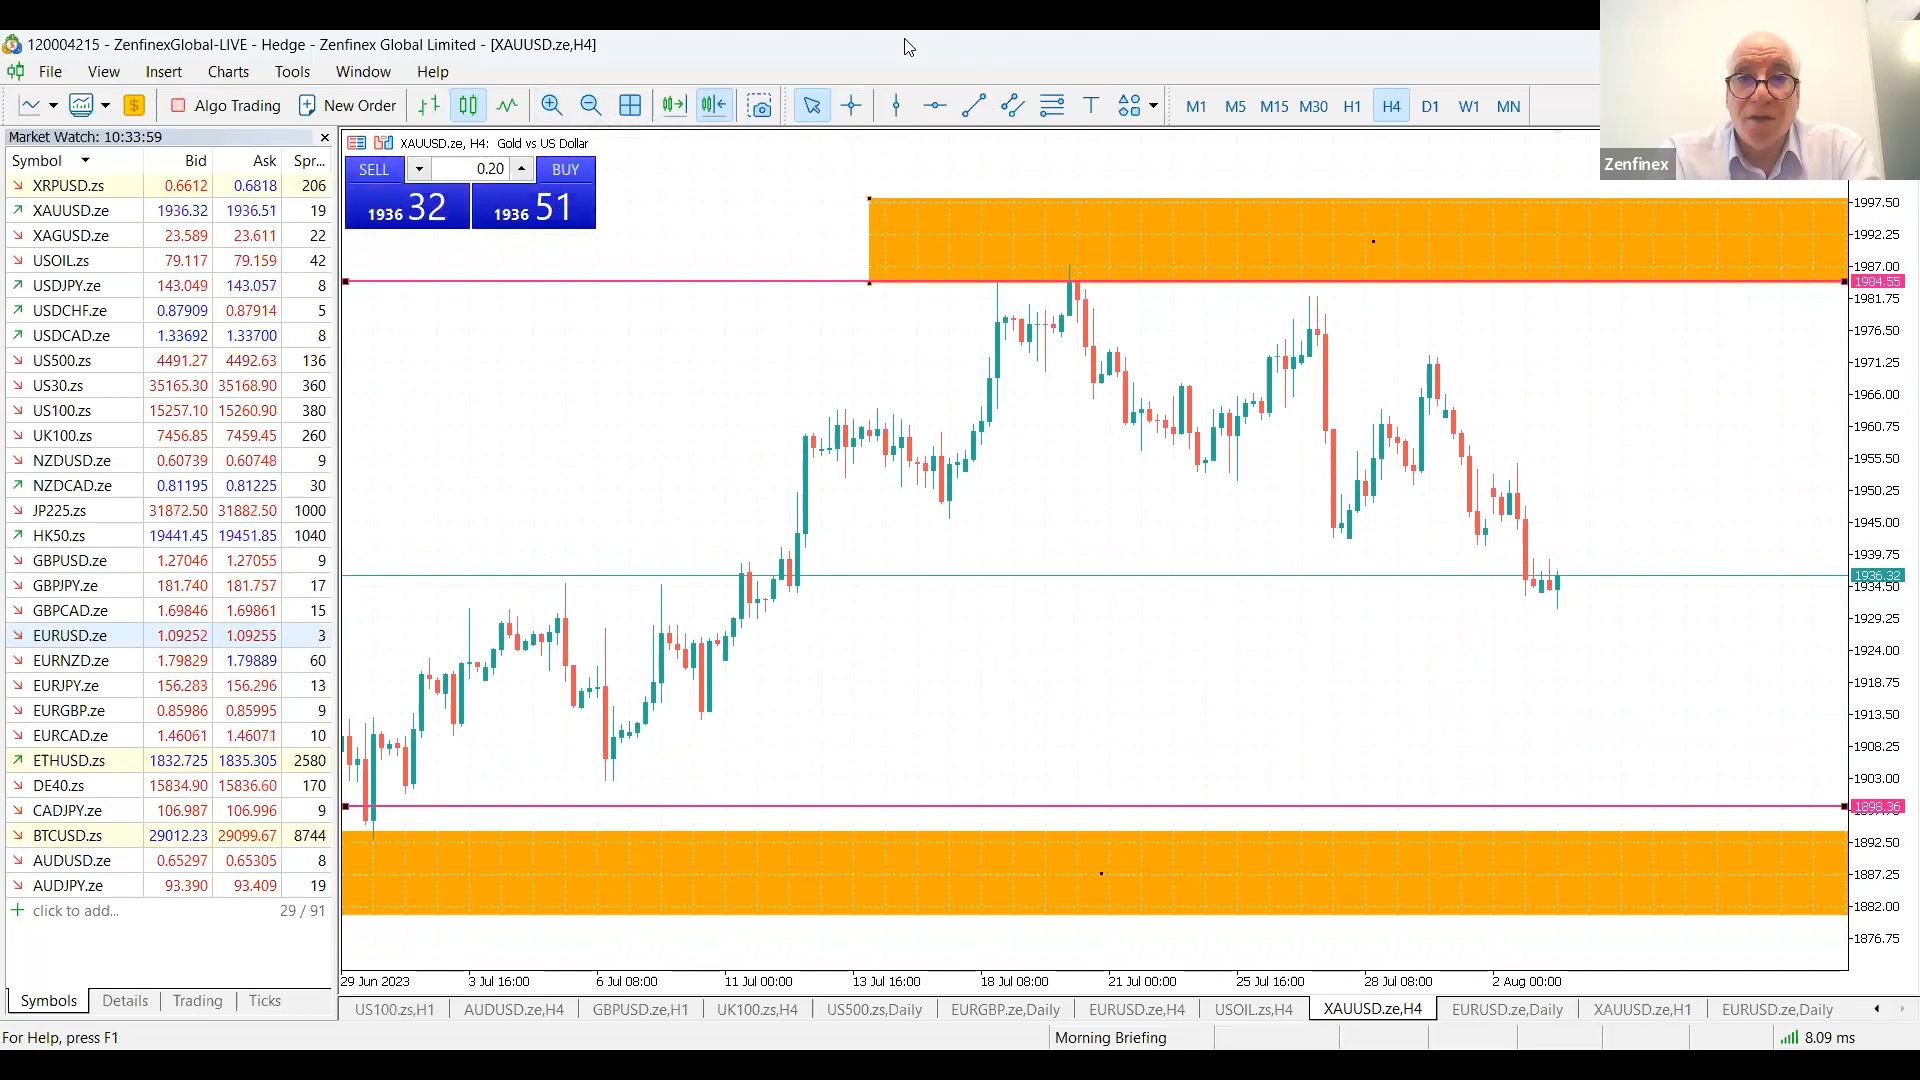 120004215 - ZenfinexGlobal-LIVE - Hedge - Zenfinex Global Limited - [XAUUSD.ze,H4]
File View Insert Charts Tools Window Help
Algo Trading New Order M1 M5 M15 M30 H1 H4 D1 W1 MN
Zenfinex
Market Watch: 10:33:59
Symbol Bid Ask Spr...
XRPUSD.zs 0.6612 0.6818 206
XAUUSD.ze 1936.32 1936.51 19
XAGUSD.ze 23.589 23.611 22
USOIL.zs 79.117 79.159 42
USDJPY.ze 143.049 143.057 8
USDCHF.ze 0.87909 0.87914 5
USDCAD.ze 1.33692 1.33700 8
US500.zs 4491.27 4492.63 136
US30.zs 35165.30 35168.90 360
US100.zs 15257.10 15260.90 380
UK100.zs 7456.85 7459.45 260
NZDUSD.ze 0.60739 0.60748 9
NZDCAD.ze 0.81195 0.81225 30
JP225.zs 31872.50 31882.50 1000
HK50.zs 19441.45 19451.85 1040
GBPUSD.ze 1.27046 1.27055 9
GBPJPY.ze 181.740 181.757 17
GBPCAD.ze 1.69846 1.69861 15
EURUSD.ze 1.09252 1.09255 3
EURNZD.ze 1.79829 1.79889 60
EURJPY.ze 156.283 156.296 13
EURGBP.ze 0.85986 0.85995 9
EURCAD.ze 1.46061 1.46071 10
ETHUSD.zs 1832.725 1835.305 2580
DE40.zs 15834.90 15836.60 170
CADJPY.ze 106.987 106.996 9
BTCUSD.zs 29012.23 29099.67 8744
AUDUSD.ze 0.65297 0.65305 8
AUDJPY.ze 93.390 93.409 19
click to add... 29 / 91
Symbols Details Trading Ticks
XAUUSD.ze, H4: Gold vs US Dollar
SELL 0.20 BUY
1936 32 1936 51
1997.50
1992.25
1987.00
1984.55
1981.75
1976.50
1971.25
1966.00
1960.75
1955.50
1950.25
1945.00
1939.75
1936.32
1934.50
1929.25
1924.00
1918.75
1913.50
1908.25
1903.00
1898.36
1892.50
1887.25
1882.00
1876.75
29 Jun 2023 3 Jul 16:00 6 Jul 08:00 11 Jul 00:00 13 Jul 16:00 18 Jul 08:00 21 Jul 00:00 25 Jul 16:00 28 Jul 08:00 2 Aug 00:00
US100.zs,H1 AUDUSD.ze,H4 GBPUSD.ze,H1 UK100.zs,H4 US500.zs,Daily EURGBP.ze,Daily EURUSD.ze,H4 USOIL.zs,H4 XAUUSD.ze,H4 EURUSD.ze,Daily XAUUSD.ze,H1 EURUSD.ze,Daily
For Help, press F1 Morning Briefing 8.09 ms